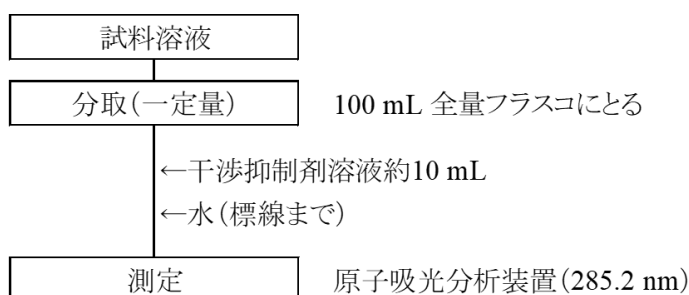 試料溶液
分取(一定量) 100 mL 全量フラスコにとる
←干渉抑制剤溶液約10 mL
←水(標線まで)
測定 原子吸光分析装置(285.2 nm)